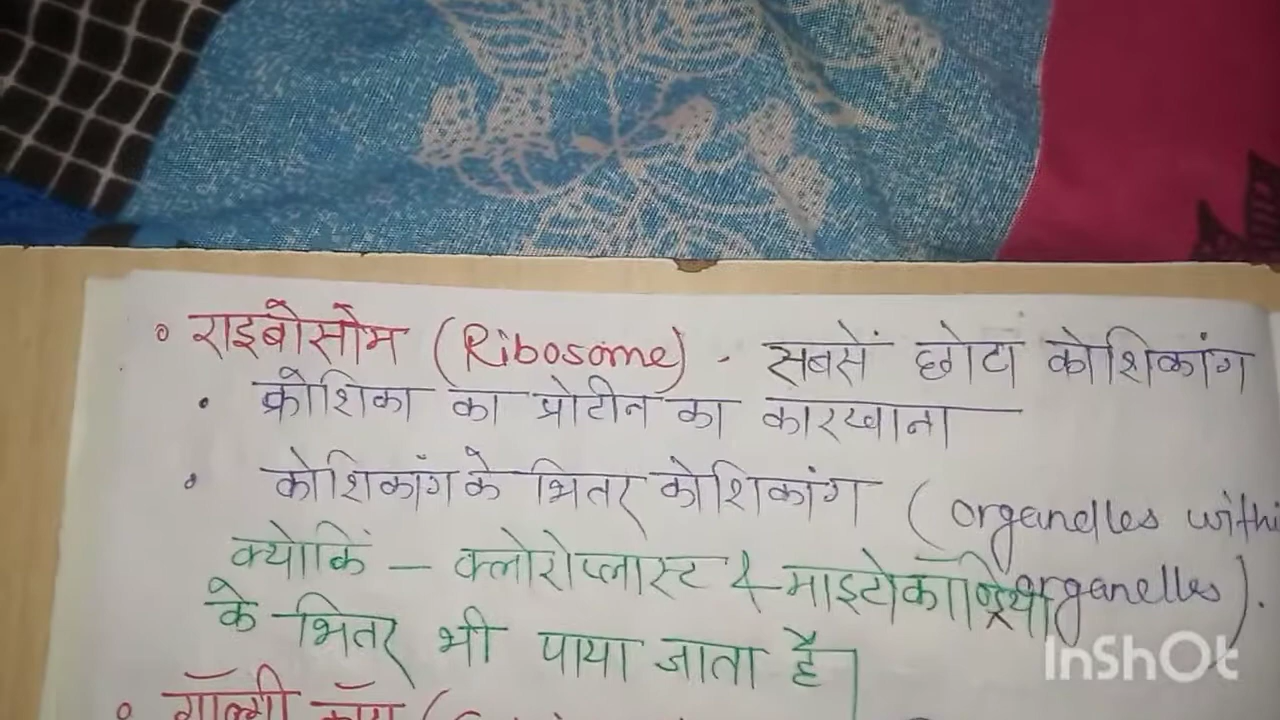 राइबोसोम (Ribosome) - सबसें छोटा कोशिकांग
• कोशिका का प्रोटीन का कारखाना
• कोशिकांग के भितर कोशिकांग (organelles within
organelles).
क्योकिं – क्लोरोप्लास्ट & माइटोकॉण्ड्रिया
के भितर भी पाया जाता है।
गॉल्गी कॉय (
InShOt